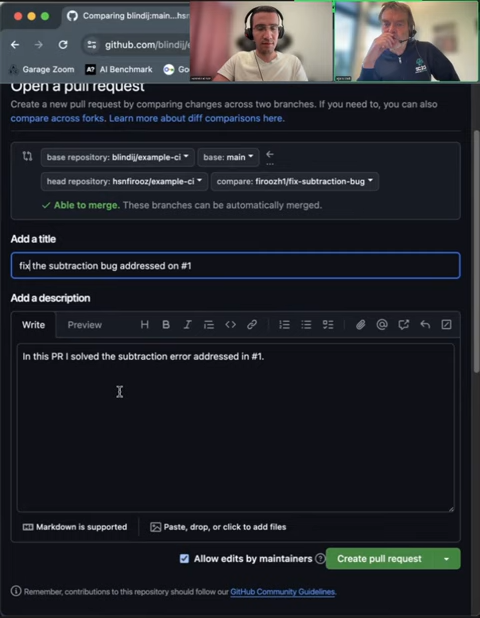 Comparing blindij:main...hsn
github.com/blindij/e
Garage Zoom
AI Benchmark
Open a pull request
Create a new pull request by comparing changes across two branches. If you need to, you can also
compare across forks. Learn more about diff comparisons here.
base repository: blindij/example-ci
base: main
head repository: hsnfirooz/example-ci
compare: firoozh1/fix-subtraction-bug
Able to merge. These branches can be automatically merged.
Add a title
fix the subtraction bug addressed on #1
Add a description
Write
Preview
In this PR I solved the subtraction error addressed in #1.
Markdown is supported
Paste, drop, or click to add files
Allow edits by maintainers
Create pull request
Remember, contributions to this repository should follow our GitHub Community Guidelines.